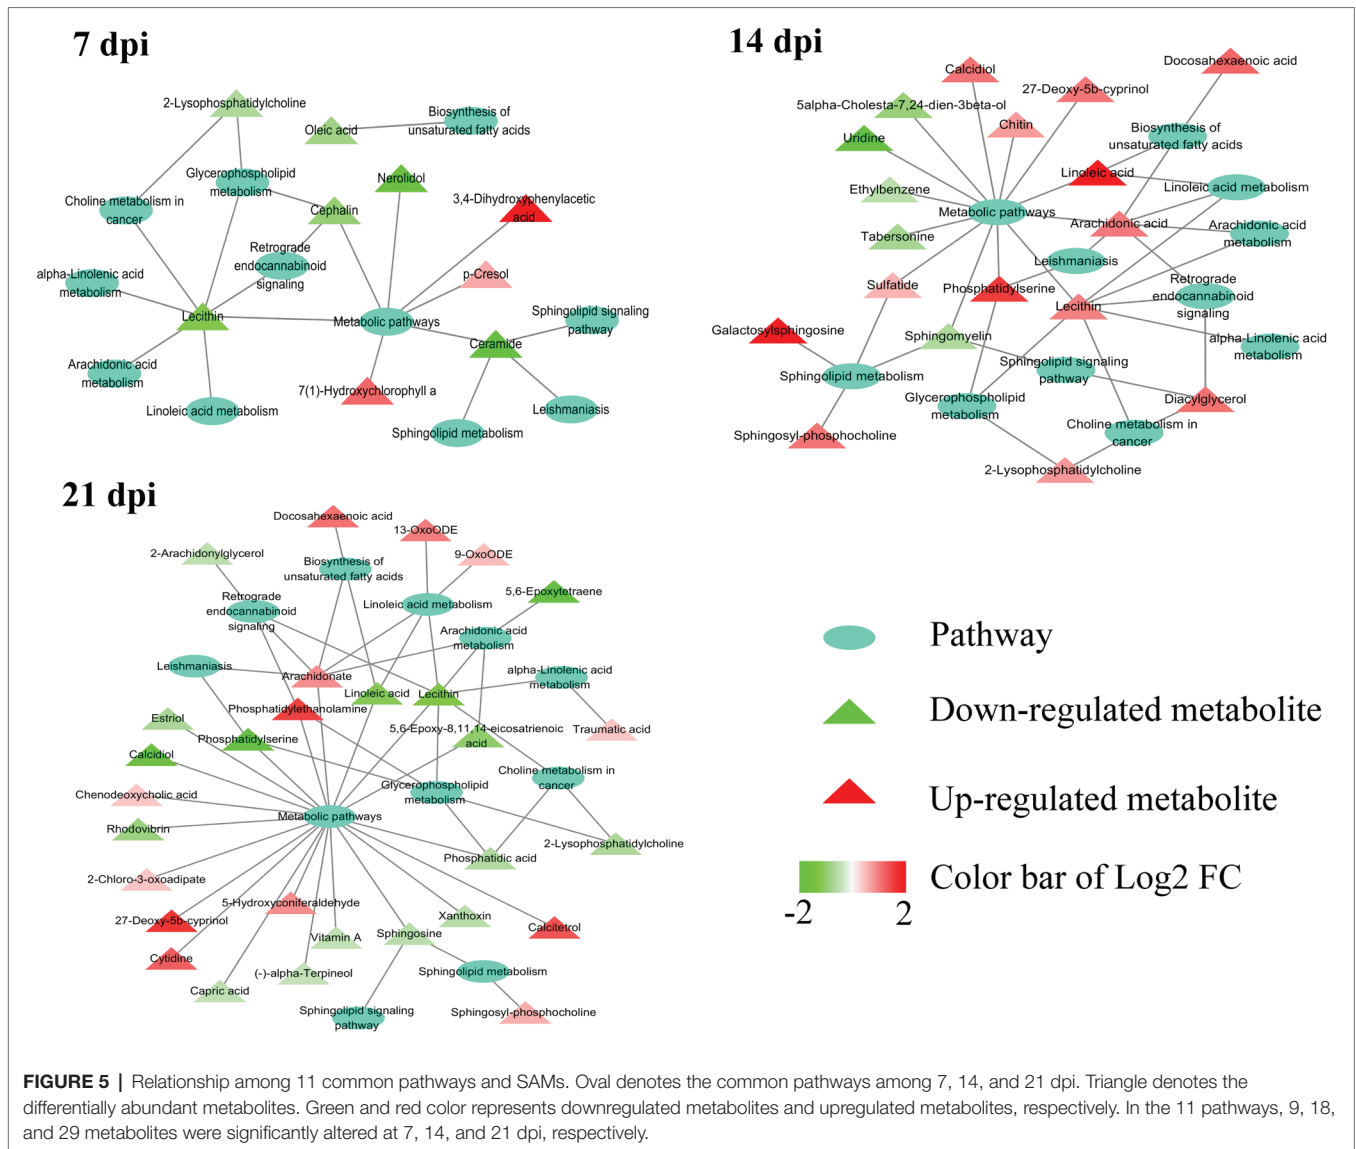 7 dpi
2-Lysophosphatidylcholine
Oleic acid
Biosynthesis of
unsaturated fatty acids
Glycerophospholipid
metabolism
Nerolidol
Choline metabolism in
cancer
Cephalin
3,4-Dihydroxyphenylacetic
acid
Retrograde
endocannabinoid
signaling
alpha-Linolenic acid
metabolism
p-Cresol
Lecithin
Metabolic pathways
Sphingolipid signaling
pathway
Ceramide
Arachidonic acid
metabolism
7(1)-Hydroxychlorophyll a
Linoleic acid metabolism
Leishmaniasis
Sphingolipid metabolism
14 dpi
Calcidiol
Docosahexaenoic acid
27-Deoxy-5b-cyprinol
5alpha-Cholesta-7,24-dien-3beta-ol
Chitin
Uridine
Biosynthesis of
unsaturated fatty acids
Linoleic acid
Linoleic acid metabolism
Ethylbenzene
Metabolic pathways
Arachidonic acid
Arachidonic acid
metabolism
Tabersonine
Leishmaniasis
Sulfatide
Phosphatidylserine
Retrograde
endocannabinoid
signaling
Lecithin
Galactosylsphingosine
Sphingomyelin
alpha-Linolenic acid
metabolism
Sphingolipid signaling
pathway
Sphingolipid metabolism
Glycerophospholipid
metabolism
Diacylglycerol
Choline metabolism in
cancer
Sphingosyl-phosphocholine
2-Lysophosphatidylcholine
21 dpi
Docosahexaenoic acid
13-OxoODE
2-Arachidonylglycerol
9-OxoODE
Biosynthesis of
unsaturated fatty acids
5,6-Epoxytetraene
Retrograde
endocannabinoid
signaling
Linoleic acid metabolism
Arachidonic acid
metabolism
Leishmaniasis
Arachidonate
alpha-Linolenic acid
metabolism
Linoleic acid
Lecithin
Phosphatidylethanolamine
Estriol
5,6-Epoxy-8,11,14-eicosatrienoic
acid
Traumatic acid
Phosphatidylserine
Calcidiol
Choline metabolism in
cancer
Glycerophospholipid
metabolism
Chenodeoxycholic acid
Metabolic pathways
Rhodovibrin
2-Lysophosphatidylcholine
Phosphatidic acid
2-Chloro-3-oxoadipate
5-Hydroxyconiferaldehyde
27-Deoxy-5b-cyprinol
Xanthoxin
Calcitetrol
Vitamin A
Sphingosine
Cytidine
(-)-alpha-Terpineol
Sphingolipid metabolism
Capric acid
Sphingolipid signaling
pathway
Sphingosyl-phosphocholine
Pathway
Down-regulated metabolite
Up-regulated metabolite
Color bar of Log2 FC
-2 2
FIGURE 5 | Relationship among 11 common pathways and SAMs. Oval denotes the common pathways among 7, 14, and 21 dpi. Triangle denotes the
differentially abundant metabolites. Green and red color represents downregulated metabolites and upregulated metabolites, respectively. In the 11 pathways, 9, 18,
and 29 metabolites were significantly altered at 7, 14, and 21 dpi, respectively.